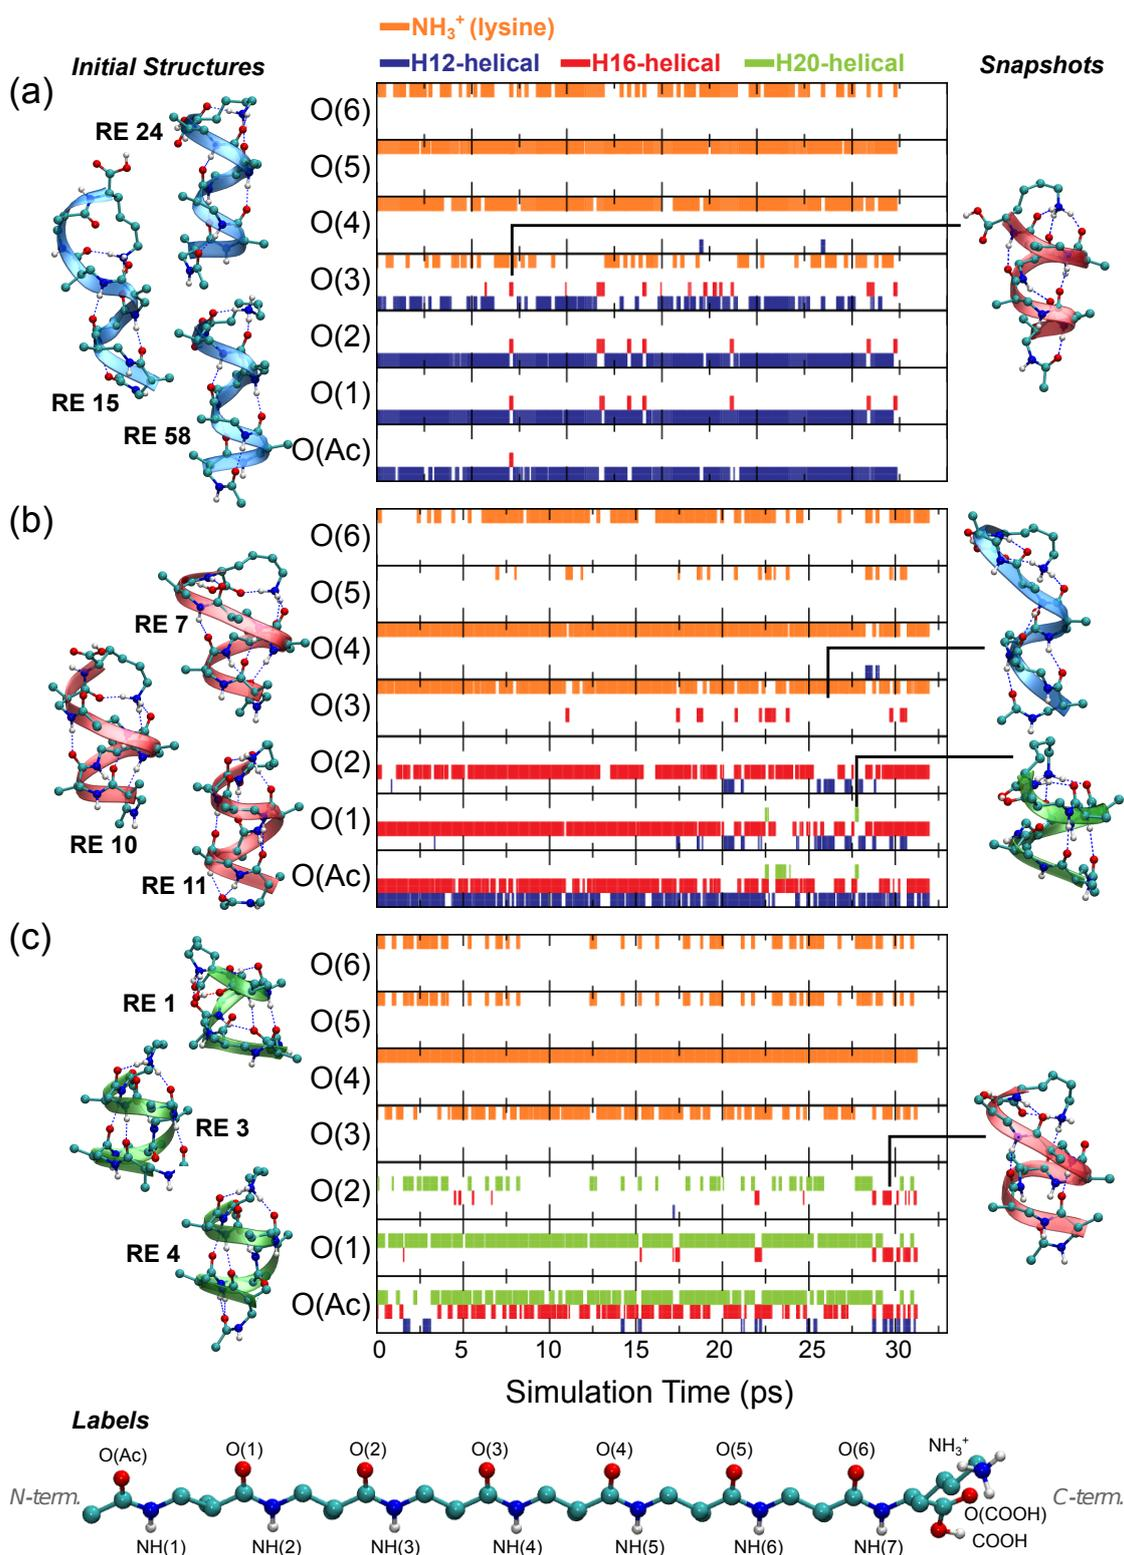 NH3+ (lysine)
H12-helical H16-helical H20-helical
Initial Structures
Snapshots
(a)
RE 24
RE 15
RE 58
O(6)
O(5)
O(4)
O(3)
O(2)
O(1)
O(Ac)
(b)
RE 7
RE 10
RE 11
O(6)
O(5)
O(4)
O(3)
O(2)
O(1)
O(Ac)
(c)
RE 1
RE 3
RE 4
O(6)
O(5)
O(4)
O(3)
O(2)
O(1)
O(Ac)
0 5 10 15 20 25 30
Simulation Time (ps)
Labels
O(Ac) O(1) O(2) O(3) O(4) O(5) O(6) NH3+
N-term. C-term.
O(COOH)
COOH
NH(1) NH(2) NH(3) NH(4) NH(5) NH(6) NH(7)